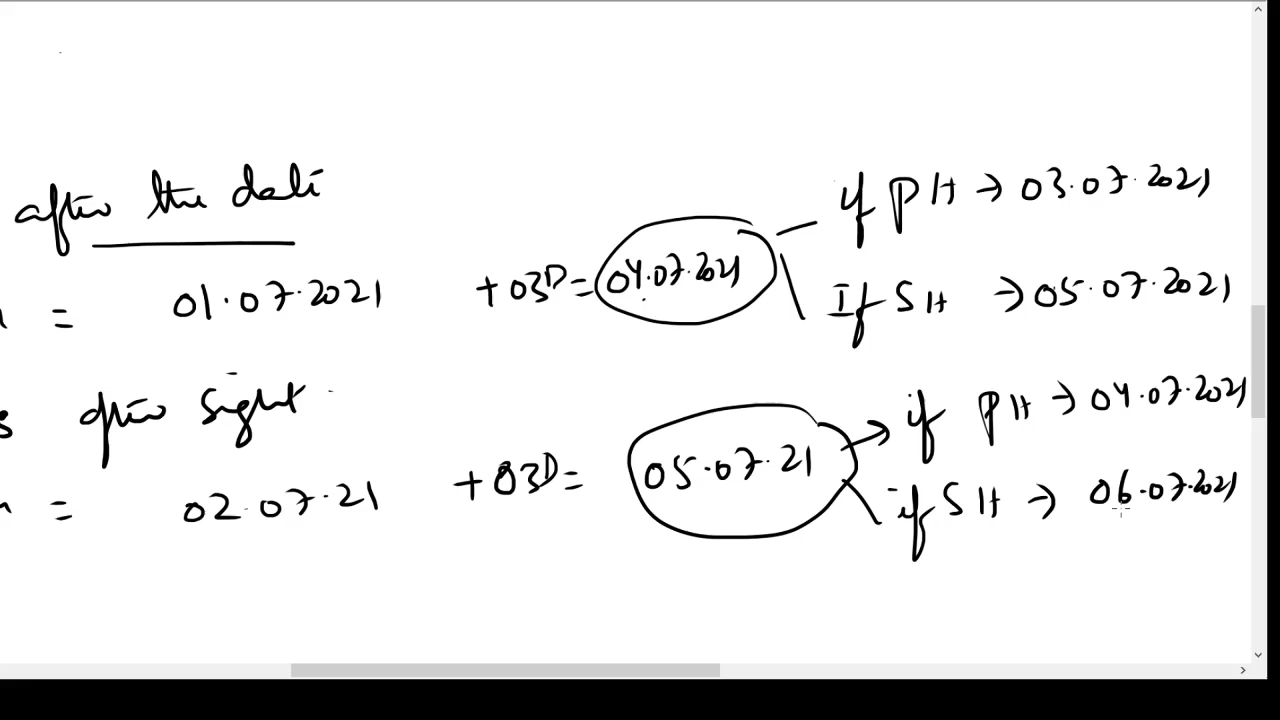 after the date
if PH → 03.07.2021
= 01.07.2021 +03D= 04.07.2021
If SH → 05.07.2021
after sight
if PH → 04.07.2021
= 02.07.21 +03D= 05.07.21
if SH → 06.07.2021